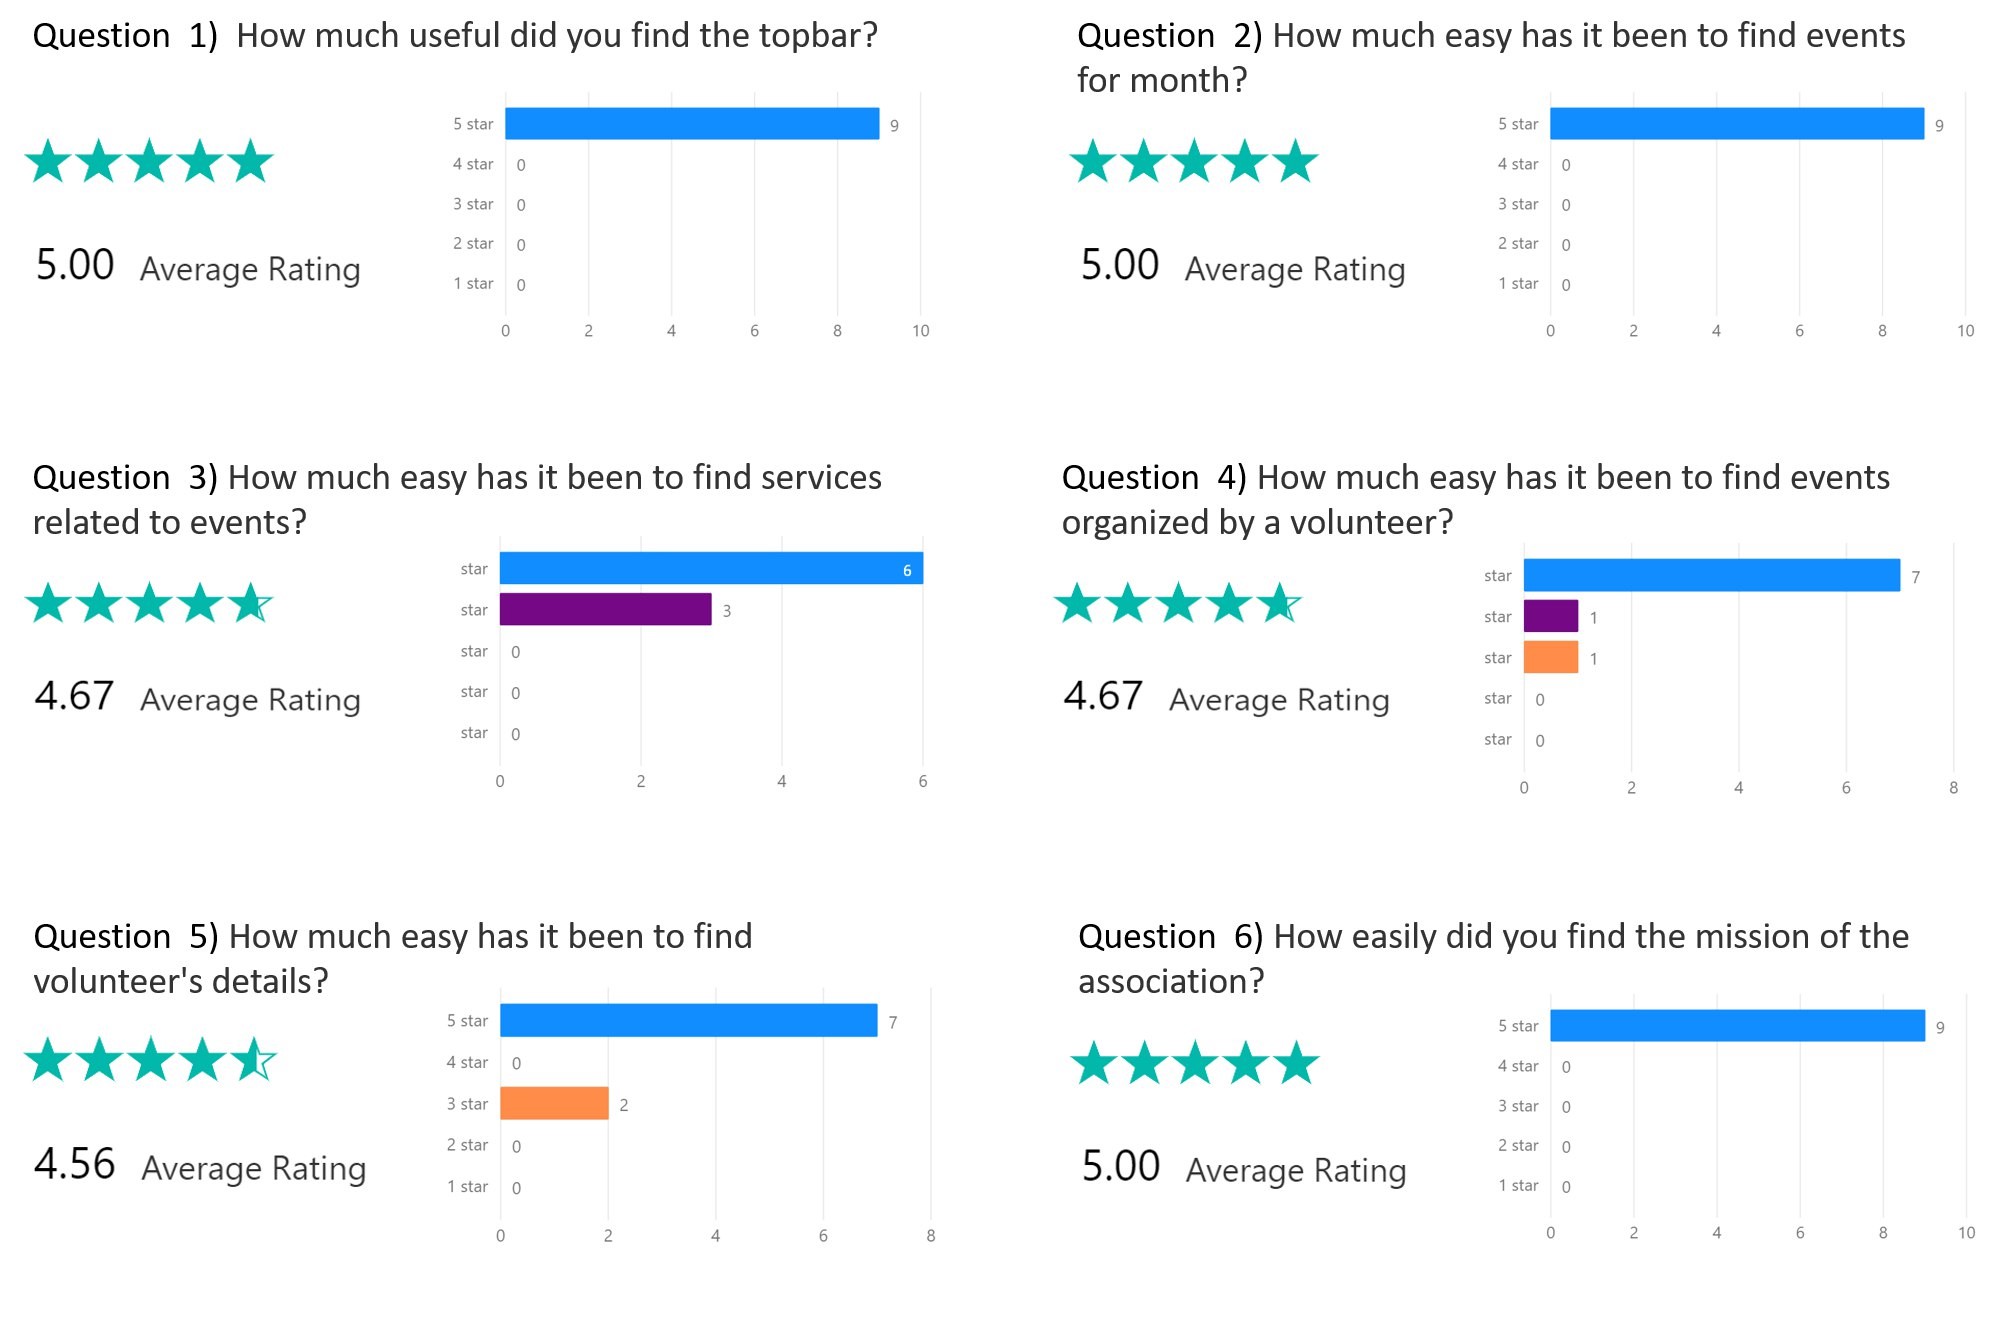 Question 1) How much useful did you find the topbar?
5 star 9
4 star 0
3 star 0
2 star 0
1 star 0
0 2 4 6 8 10
5.00 Average Rating
Question 2) How much easy has it been to find events
for month?
5 star 9
4 star 0
3 star 0
2 star 0
1 star 0
0 2 4 6 8 10
5.00 Average Rating
Question 3) How much easy has it been to find services
related to events?
star 6
star 3
star 0
star 0
star 0
0 2 4 6
4.67 Average Rating
Question 4) How much easy has it been to find events
organized by a volunteer?
star 7
star 1
star 1
star 0
star 0
0 2 4 6 8
4.67 Average Rating
Question 5) How much easy has it been to find
volunteer's details?
5 star 7
4 star 0
3 star 2
2 star 0
1 star 0
0 2 4 6 8
4.56 Average Rating
Question 6) How easily did you find the mission of the
association?
5 star 9
4 star 0
3 star 0
2 star 0
1 star 0
0 2 4 6 8 10
5.00 Average Rating